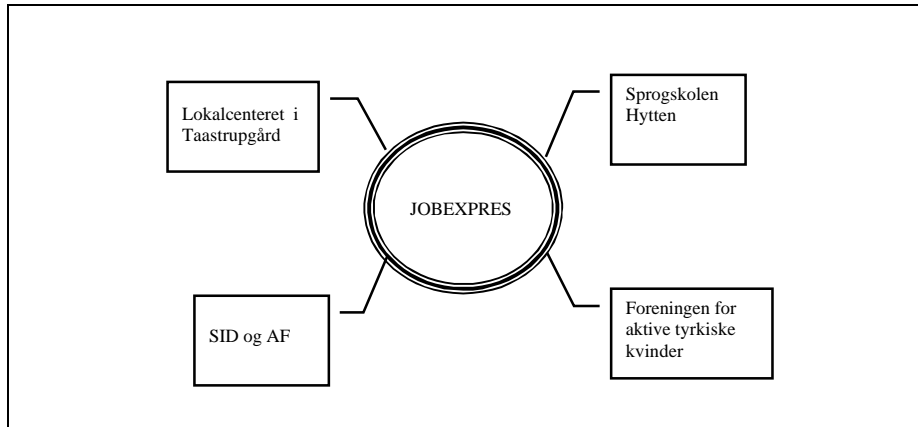 Lokalcenteret i
Taastrupgård
Sprogskolen
Hytten
JOBEXPRES
SID og AF
Foreningen for
aktive tyrkiske
kvinder